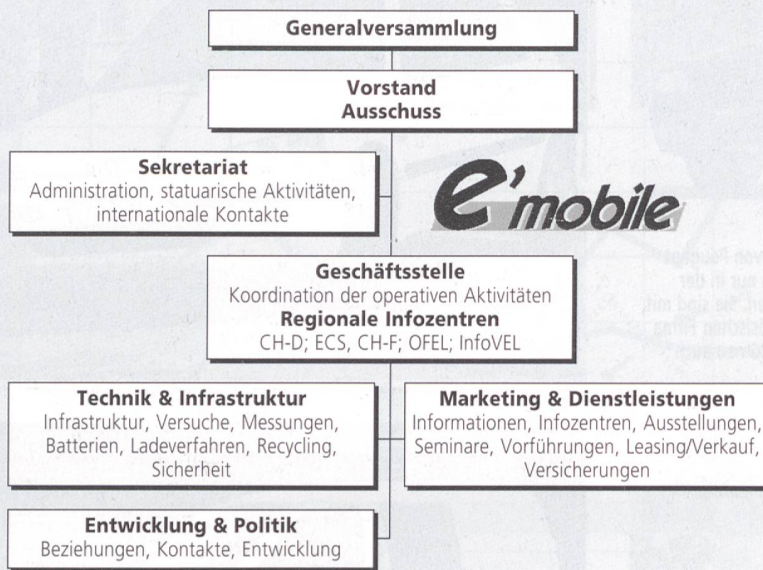 Generalversammlung
Vorstand
Ausschuss
Sekretariat
Administration, statuarische Aktivitäten,
internationale Kontakte
e'mobile
Geschäftsstelle
Koordination der operativen Aktivitäten
Regionale Infozentren
CH-D; ECS, CH-F; OFEL; InfoVEL
Technik & Infrastruktur
Infrastruktur, Versuche, Messungen,
Batterien, Ladeverfahren, Recycling,
Sicherheit
Marketing & Dienstleistungen
Informationen, Infozentren, Ausstellungen,
Seminare, Vorführungen, Leasing/Verkauf,
Versicherungen
Entwicklung & Politik
Beziehungen, Kontakte, Entwicklung